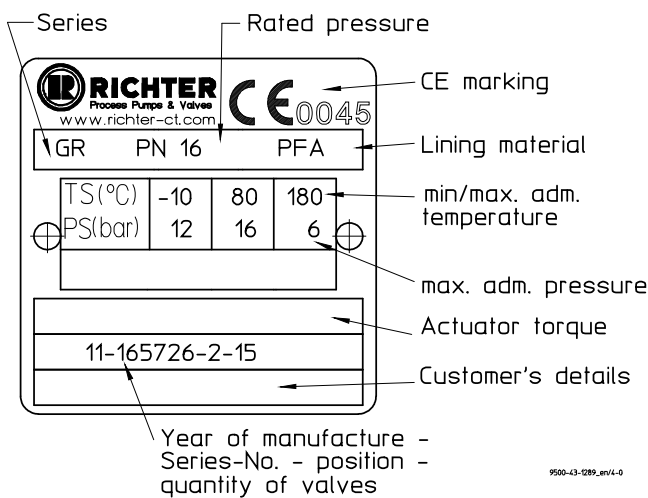 Series
Rated pressure
RICHTER
Process Pumps & Valves
www.richter-ct.com
CE 0045
CE marking
GR PN 16 PFA
Lining material
TS(°C) -10 80 180
PS(bar) 12 16 6
min/max. adm.
temperature
max. adm. pressure
Actuator torque
11-165726-2-15
Customer's details
Year of manufacture -
Series-No. - position -
quantity of valves
9500-43-1289_en/4-0